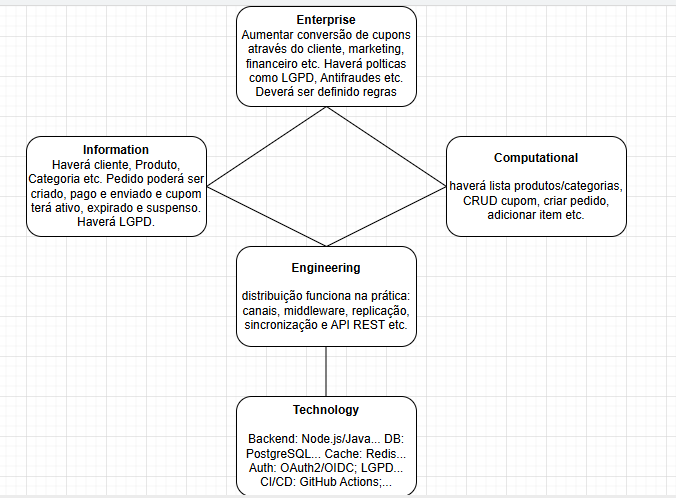 Enterprise
Aumentar conversão de cupons
através do cliente, marketing,
financeiro etc. Haverá polticas
como LGPD, Antifraudes etc.
Deverá ser definido regras
Information
Haverá cliente, Produto,
Categoria etc. Pedido poderá ser
criado, pago e enviado e cupom
terá ativo, expirado e suspenso.
Haverá LGPD.
Computational
haverá lista produtos/categorias,
CRUD cupom, criar pedido,
adicionar item etc.
Engineering
distribuição funciona na prática:
canais, middleware, replicação,
sincronização e API REST etc.
Technology
Backend: Node.js/Java... DB:
PostgreSQL... Cache: Redis...
Auth: OAuth2/OIDC; LGPD...
CI/CD: GitHub Actions;...